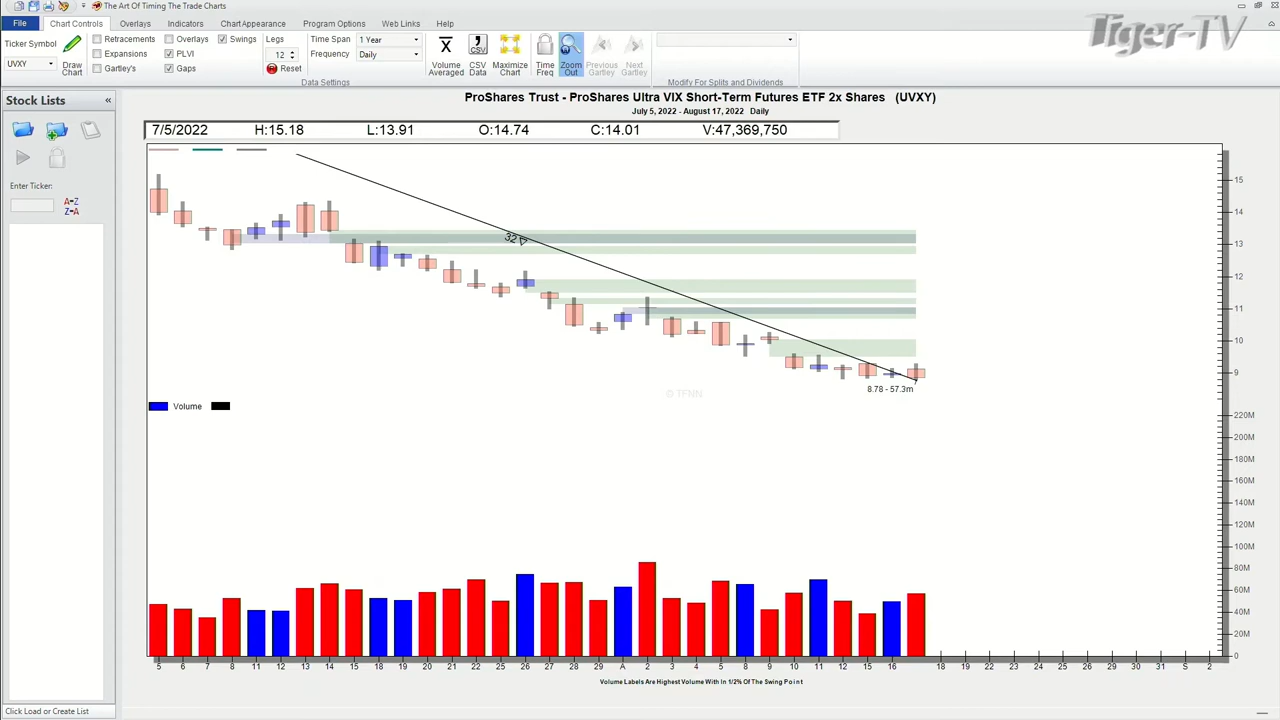 The Art Of Timing The Trade Charts
Tiger-TV
File Chart Controls Overlays Indicators Chart Appearance Program Options Web Links Help
Ticker Symbol
UVXY
Draw Chart
Retracements Overlays Swings
Expansions PLVI
Gartley's Gaps
Legs
12
Reset
Time Span 1 Year
Frequency Daily
Data Settings
Volume Averaged
CSV Data
Maximize Chart
Time Freq
Zoom Out
Previous Gartley
Next Gartley
Modify For Splits and Dividends
Stock Lists «
Enter Ticker:
A-Z
Z-A
Click Load or Create List
ProShares Trust - ProShares Ultra VIX Short-Term Futures ETF 2x Shares (UVXY)
July 5, 2022 - August 17, 2022 Daily
7/5/2022 H:15.18 L:13.91 O:14.74 C:14.01 V:47,369,750
15
14
13
12
11
10
9
32
8.78 - 57.3m
© TFNN
Volume
220M
200M
180M
160M
140M
120M
100M
80M
60M
40M
20M
0
5 6 7 8 11 12 13 14 15 18 19 20 21 22 25 26 27 28 29 A 2 3 4 5 8 9 10 11 12 15 16 18 19 22 23 24 25 26 29 30 31 S 2
Volume Labels Are Highest Volume With In 1/2% Of The Swing Point